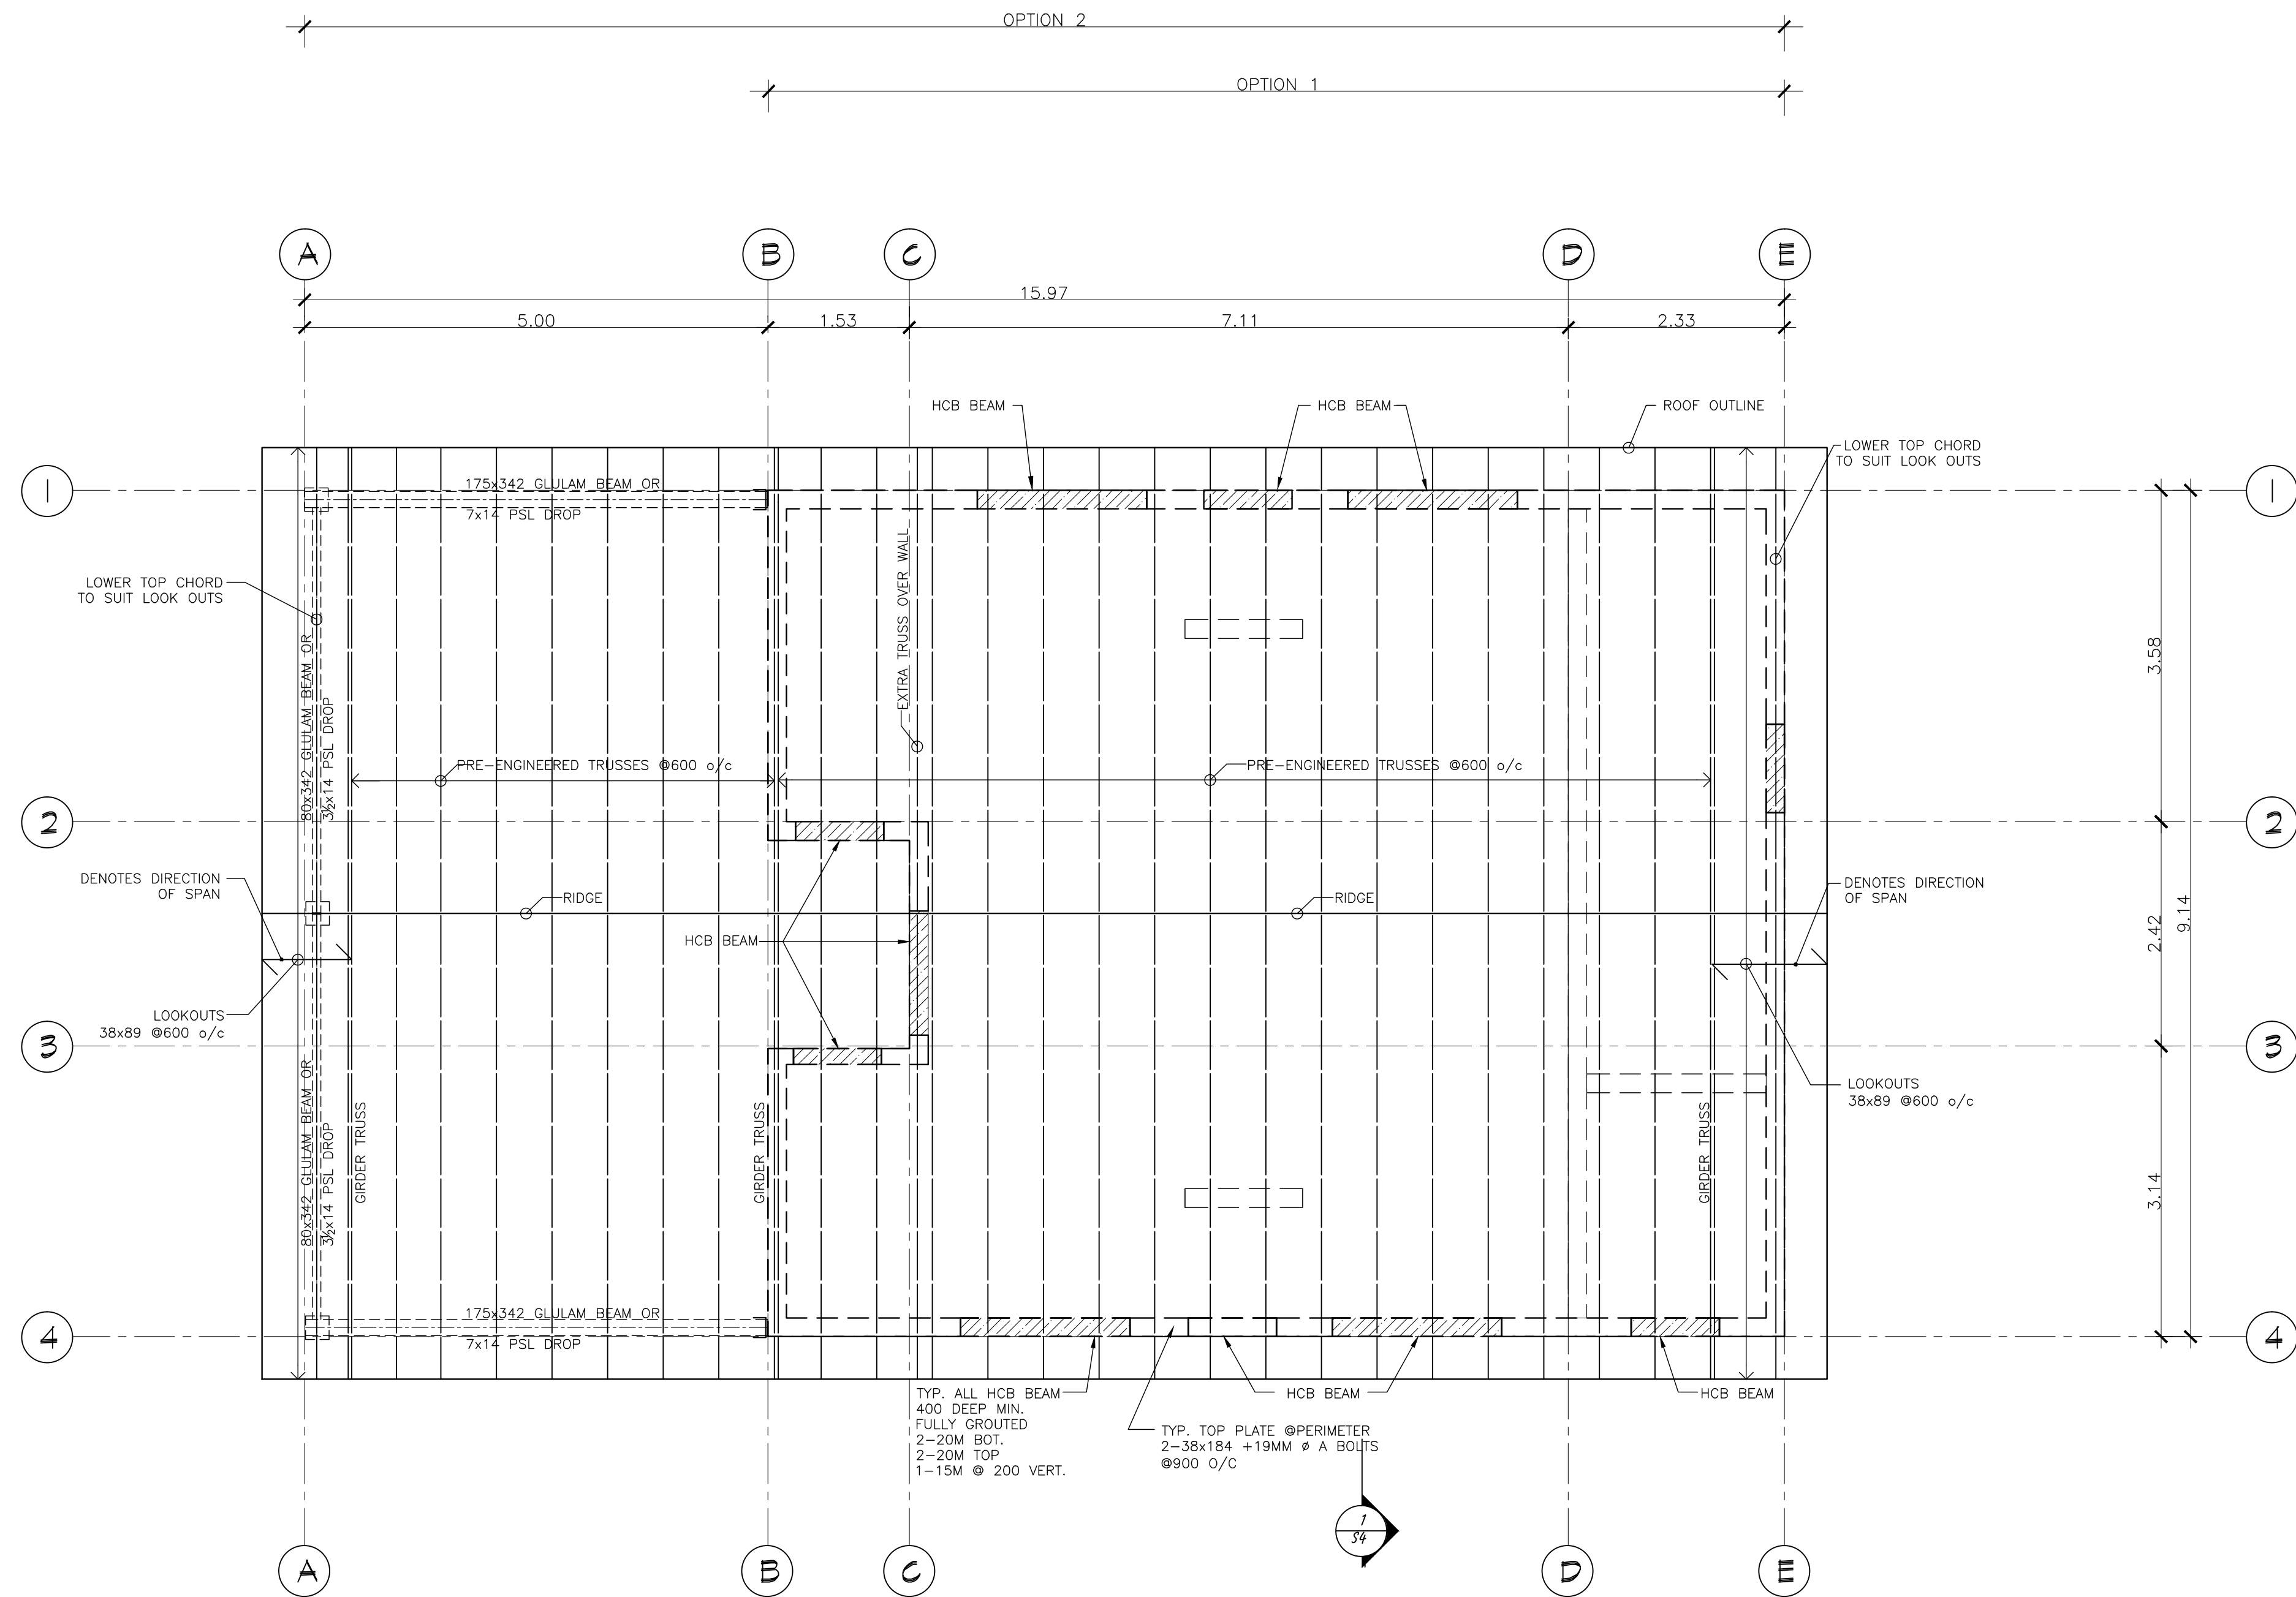 OPTION 2
OPTION 1
A
B
C
D
E
15.97
5.00
1.53
7.11
2.33
HCB BEAM
HCB BEAM
ROOF OUTLINE
LOWER TOP CHORD
TO SUIT LOOK OUTS
1
175x342 GLULAM BEAM OR
7x14 PSL DROP
1
EXTRA TRUSS OVER WALL
LOWER TOP CHORD
TO SUIT LOOK OUTS
80x342 GLULAM BEAM OR
3½x14 PSL DROP
3.58
PRE-ENGINEERED TRUSSES @600 o/c
PRE-ENGINEERED TRUSSES @600 o/c
2
2
DENOTES DIRECTION
OF SPAN
RIDGE
RIDGE
DENOTES DIRECTION
OF SPAN
HCB BEAM
2.42
9.14
LOOKOUTS
38x89 @600 o/c
3
3
LOOKOUTS
38x89 @600 o/c
80x342 GLULAM BEAM OR
3½x14 PSL DROP
GIRDER TRUSS
GIRDER TRUSS
GIRDER TRUSS
3.14
175x342 GLULAM BEAM OR
7x14 PSL DROP
4
4
TYP. ALL HCB BEAM
400 DEEP MIN.
FULLY GROUTED
2-20M BOT.
2-20M TOP
1-15M @ 200 VERT.
HCB BEAM
HCB BEAM
TYP. TOP PLATE @PERIMETER
2-38x184 +19MM ø A BOLTS
@900 O/C
1
S4
A
B
C
D
E